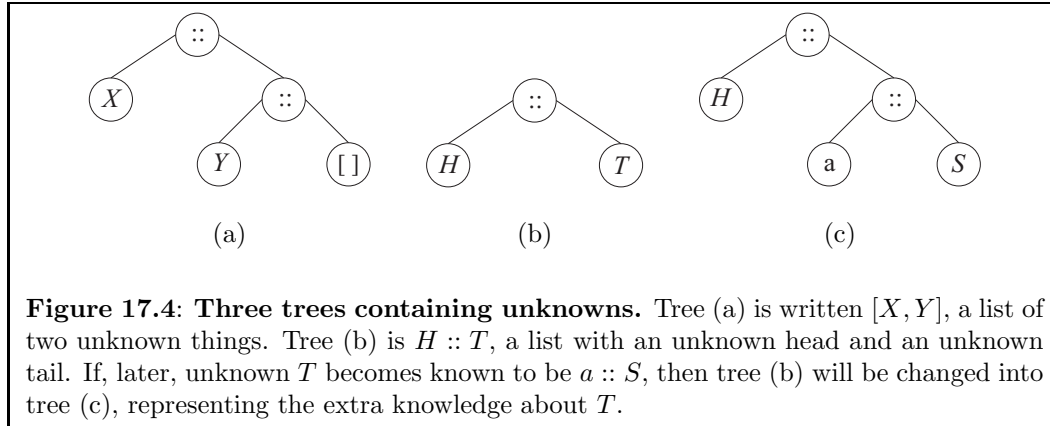 :: :: ::
X :: :: H ::
Y [ ] H T a S
(a) (b) (c)
Figure 17.4: Three trees containing unknowns. Tree (a) is written [X, Y], a list of
two unknown things. Tree (b) is H :: T, a list with an unknown head and an unknown
tail. If, later, unknown T becomes known to be a :: S, then tree (b) will be changed into
tree (c), representing the extra knowledge about T.